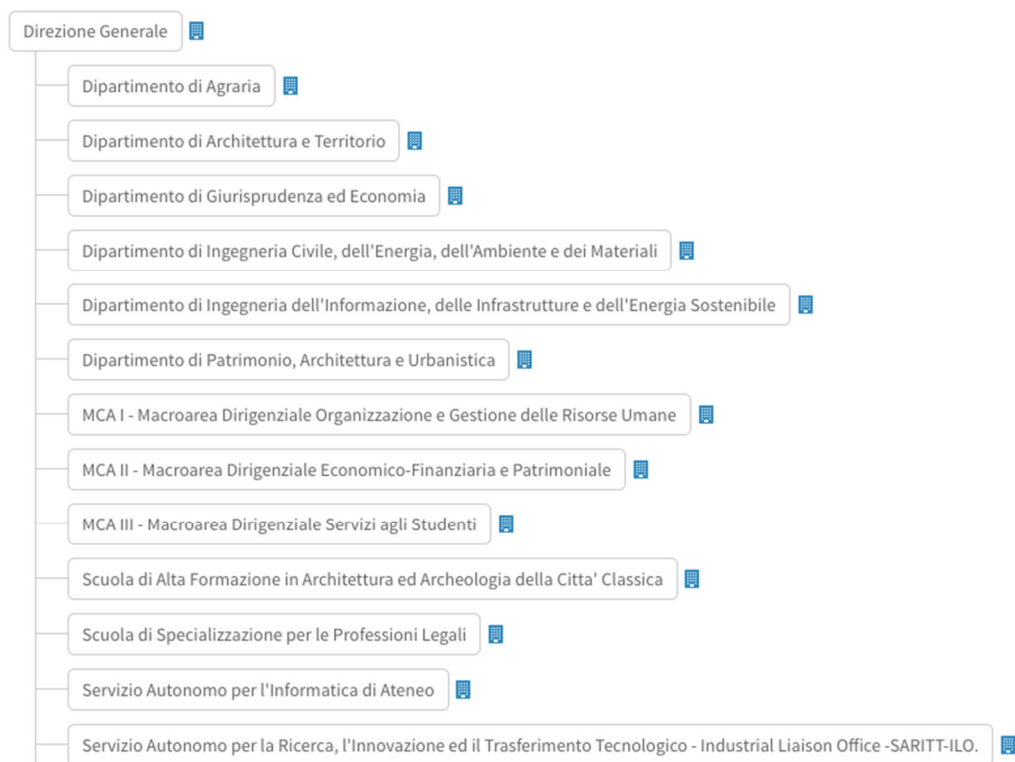 Direzione Generale
Dipartimento di Agraria
Dipartimento di Architettura e Territorio
Dipartimento di Giurisprudenza ed Economia
Dipartimento di Ingegneria Civile, dell'Energia, dell'Ambiente e dei Materiali
Dipartimento di Ingegneria dell'Informazione, delle Infrastrutture e dell'Energia Sostenibile
Dipartimento di Patrimonio, Architettura e Urbanistica
MCA I - Macroarea Dirigenziale Organizzazione e Gestione delle Risorse Umane
MCA II - Macroarea Dirigenziale Economico-Finanziaria e Patrimoniale
MCA III - Macroarea Dirigenziale Servizi agli Studenti
Scuola di Alta Formazione in Architettura ed Archeologia della Citta' Classica
Scuola di Specializzazione per le Professioni Legali
Servizio Autonomo per l'Informatica di Ateneo
Servizio Autonomo per la Ricerca, l'Innovazione ed il Trasferimento Tecnologico - Industrial Liaison Office -SARITT-ILO.